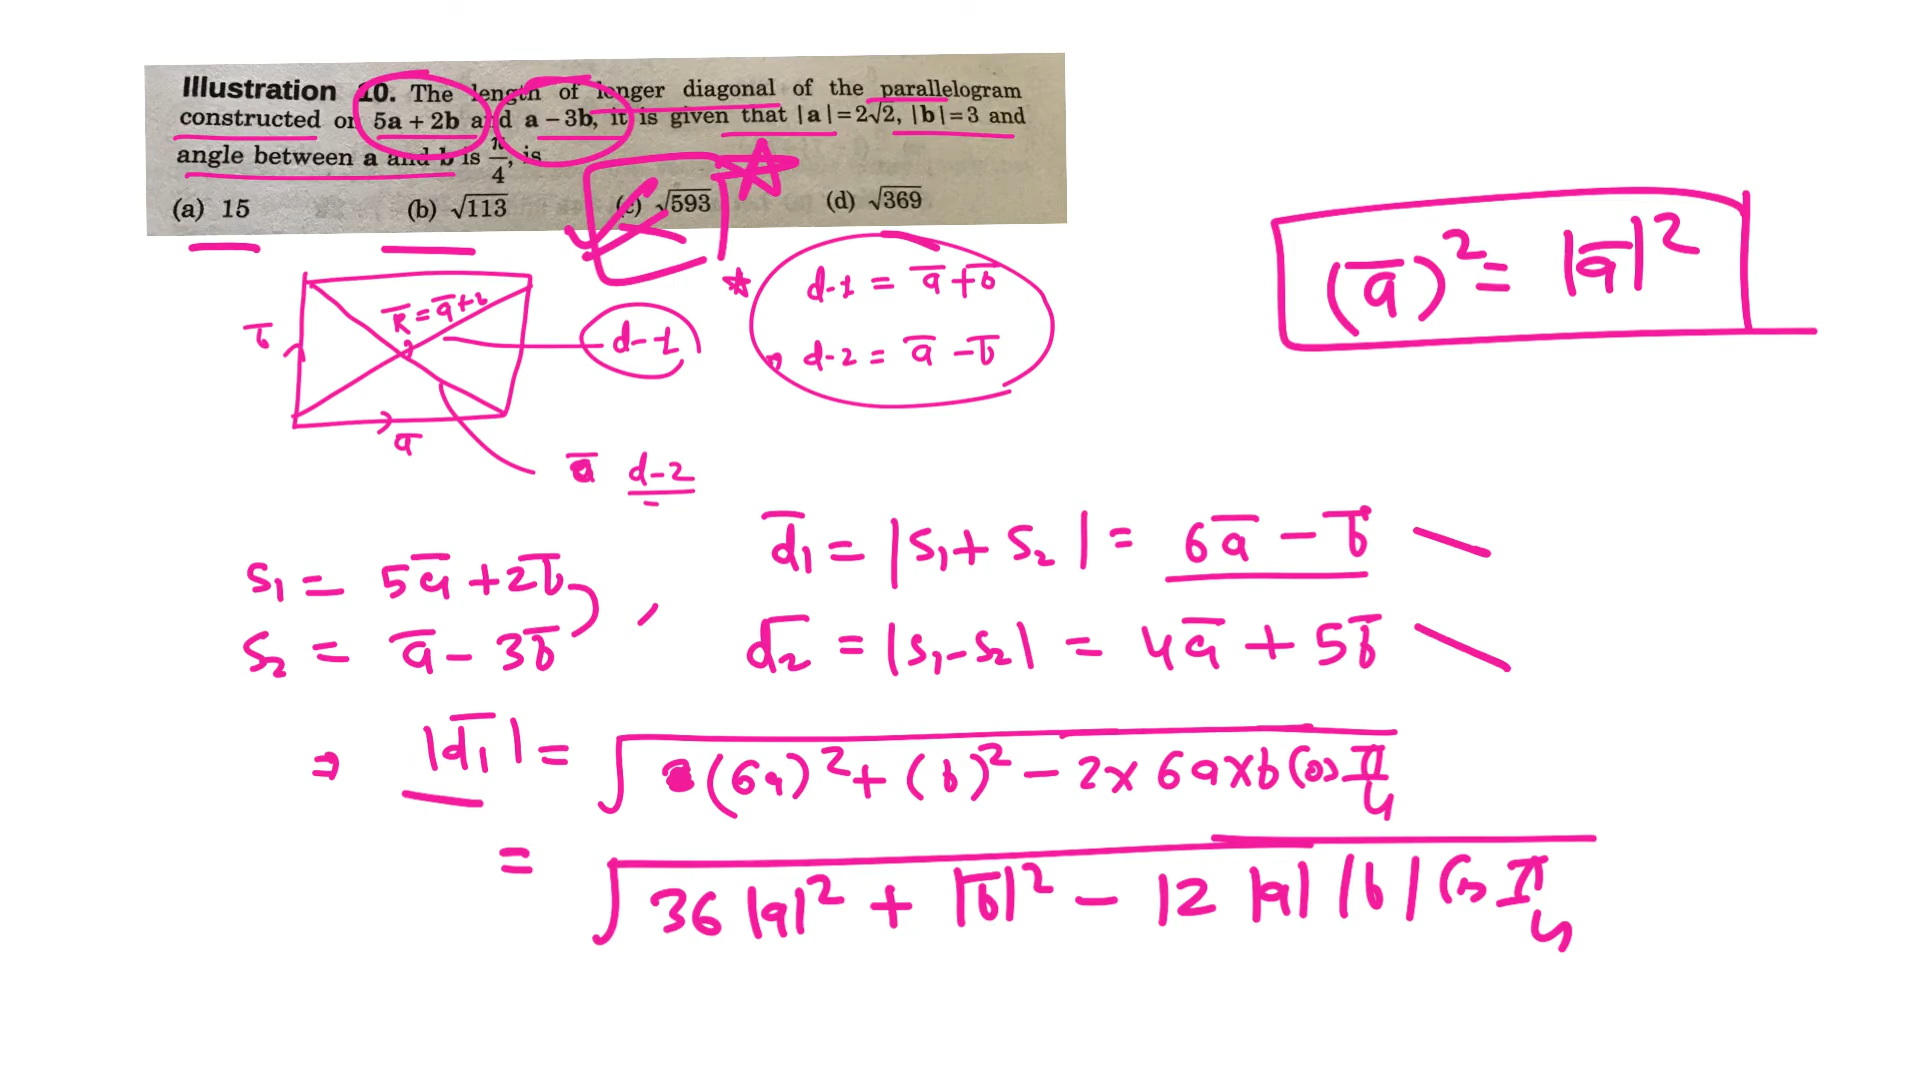 Illustration 10. The length of longer diagonal of the parallelogram
constructed on 5a + 2b and a − 3b, it is given that |a| = 2√2, |b| = 3 and
angle between a and b is π/4, is
(a) 15 (b) √113 (c) √593 (d) √369
(a̅)² = |a̅|²
d-1 = a̅ + b̅
d-2 = a̅ − b̅
b̅
R̅ = a̅+
d-1
a̅
a̅ d-2
S₁ = 5a̅ + 2b̅
S₂ = a̅ − 3b̅
d̅₁ = |S₁ + S₂| = 6a̅ − b̅
d̅₂ = |S₁ − S₂| = 4a̅ + 5b̅
⇒ |d̅₁| = √(6a)² + (b)² − 2 × 6a × b Cos π/4
= √36 |a|² + |b̅|² − 12 |a| |b| Cos π/4